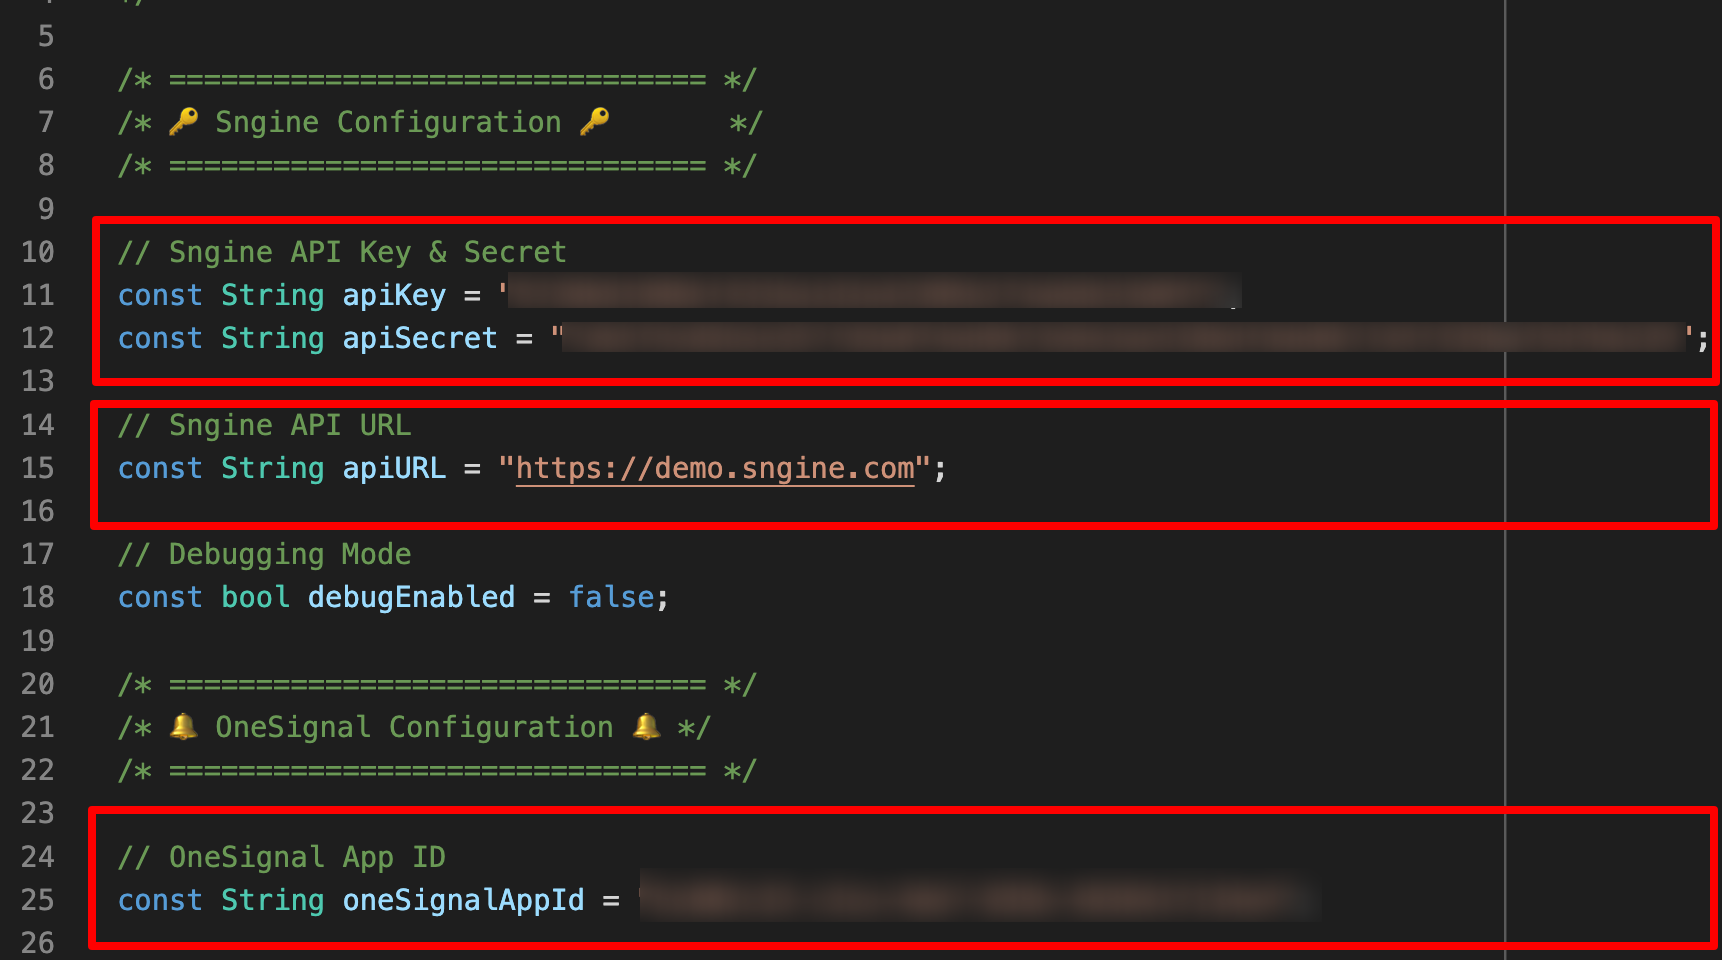 4 */
5
6 /* =============================== */
7 /* 🔑 Sngine Configuration 🔑 */
8 /* =============================== */
9
10 // Sngine API Key & Secret
11 const String apiKey = '
12 const String apiSecret = " ";
13
14 // Sngine API URL
15 const String apiURL = "https://demo.sngine.com";
16
17 // Debugging Mode
18 const bool debugEnabled = false;
19
20 /* =============================== */
21 /* 🔔 OneSignal Configuration 🔔 */
22 /* =============================== */
23
24 // OneSignal App ID
25 const String oneSignalAppId =
26